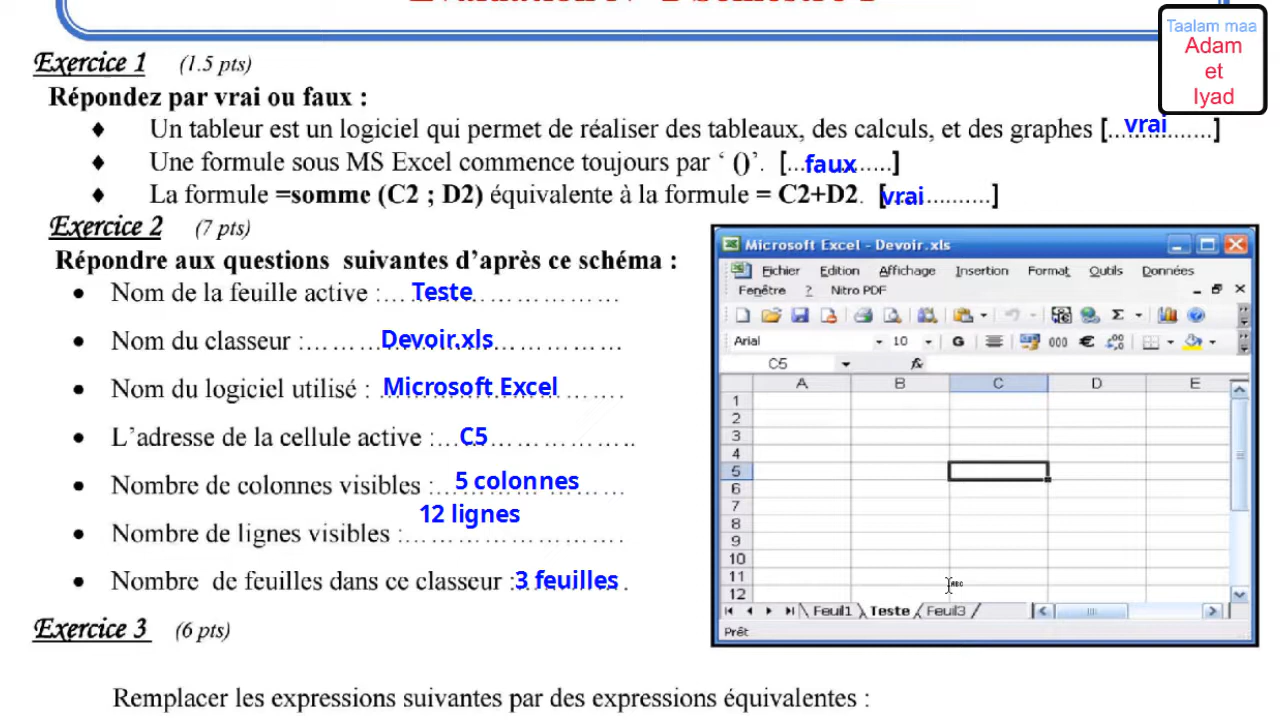 Taalam maa
Adam
et
Iyad
Exercice 1 (1.5 pts)
Répondez par vrai ou faux :
♦ Un tableur est un logiciel qui permet de réaliser des tableaux, des calculs, et des graphes [...vrai...............]
♦ Une formule sous MS Excel commence toujours par ‘ ()’. [...faux......]
♦ La formule =somme (C2 ; D2) équivalente à la formule = C2+D2. [vrai...........]
Exercice 2 (7 pts)
Répondre aux questions suivantes d’après ce schéma :
• Nom de la feuille active :… Teste ………………
• Nom du classeur :……… Devoir.xls ……………
• Nom du logiciel utilisé : Microsoft Excel …….
• L’adresse de la cellule active :… C5 ………………..
• Nombre de colonnes visibles :… 5 colonnes ……
12 lignes
• Nombre de lignes visibles :……………………….
• Nombre de feuilles dans ce classeur :3 feuilles .
Exercice 3 (6 pts)
Remplacer les expressions suivantes par des expressions équivalentes :
Microsoft Excel - Devoir.xls
Fichier Edition Affichage Insertion Format Outils Données
Fenêtre ? Nitro PDF
Arial 10 G 000 €
C5 fx
A B C D E
1
2
3
4
5
6
7
8
9
10
11
12
Feuil1 Teste Feuil3
Prêt